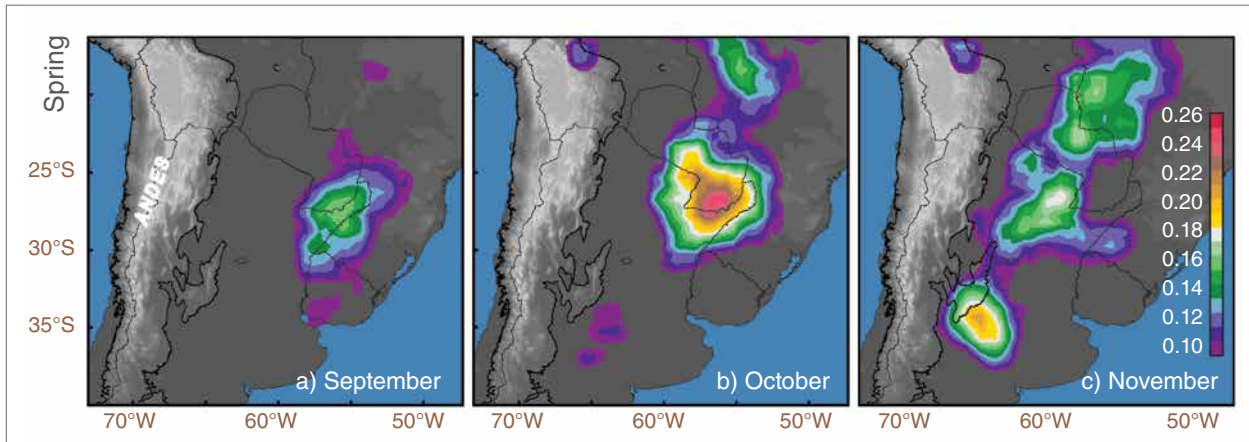 Spring
25°S
30°S
35°S
ANDES
a) September
b) October
c) November
0.26
0.24
0.22
0.20
0.18
0.16
0.14
0.12
0.10
70°W 60°W 50°W 70°W 60°W 50°W 70°W 60°W 50°W